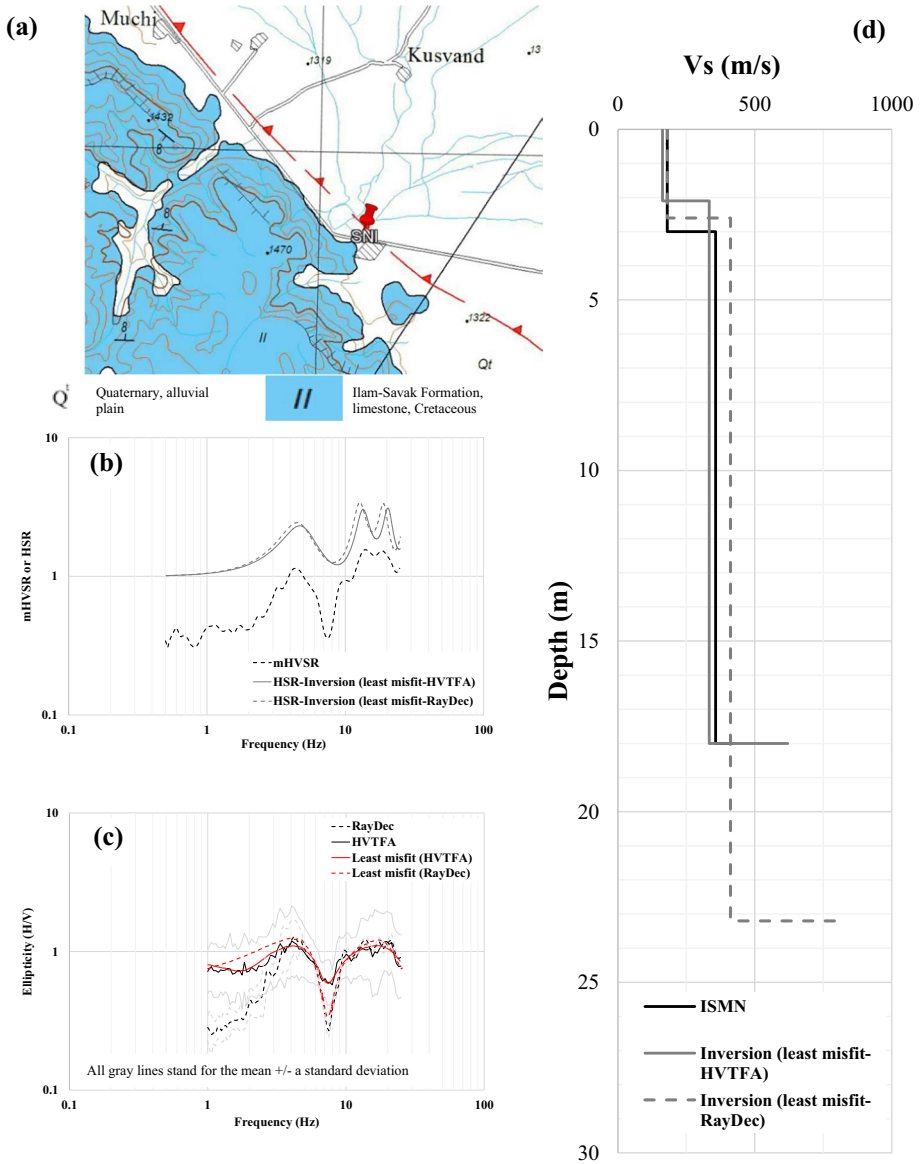 (a)
Muchi
Kusvand
1319
13
1432
8
8
SNI
1470
8
1322
II
Qt
Q t
Quaternary, alluvial
plain
II
Ilam-Savak Formation,
limestone, Cretaceous
(b)
10
1
0.1
mHVSR or HSR
mHVSR
HSR-Inversion (least misfit-HVTFA)
HSR-Inversion (least misfit-RayDec)
0.1
1
10
100
Frequency (Hz)
(c)
10
1
0.1
Ellipticity (H/V)
RayDec
HVTFA
Least misfit (HVTFA)
Least misfit (RayDec)
All gray lines stand for the mean +/- a standard deviation
0.1
1
10
100
Frequency (Hz)
(d)
Vs (m/s)
0
500
1000
0
5
10
15
20
25
30
Depth (m)
ISMN
Inversion (least misfit-
HVTFA)
Inversion (least misfit-
RayDec)